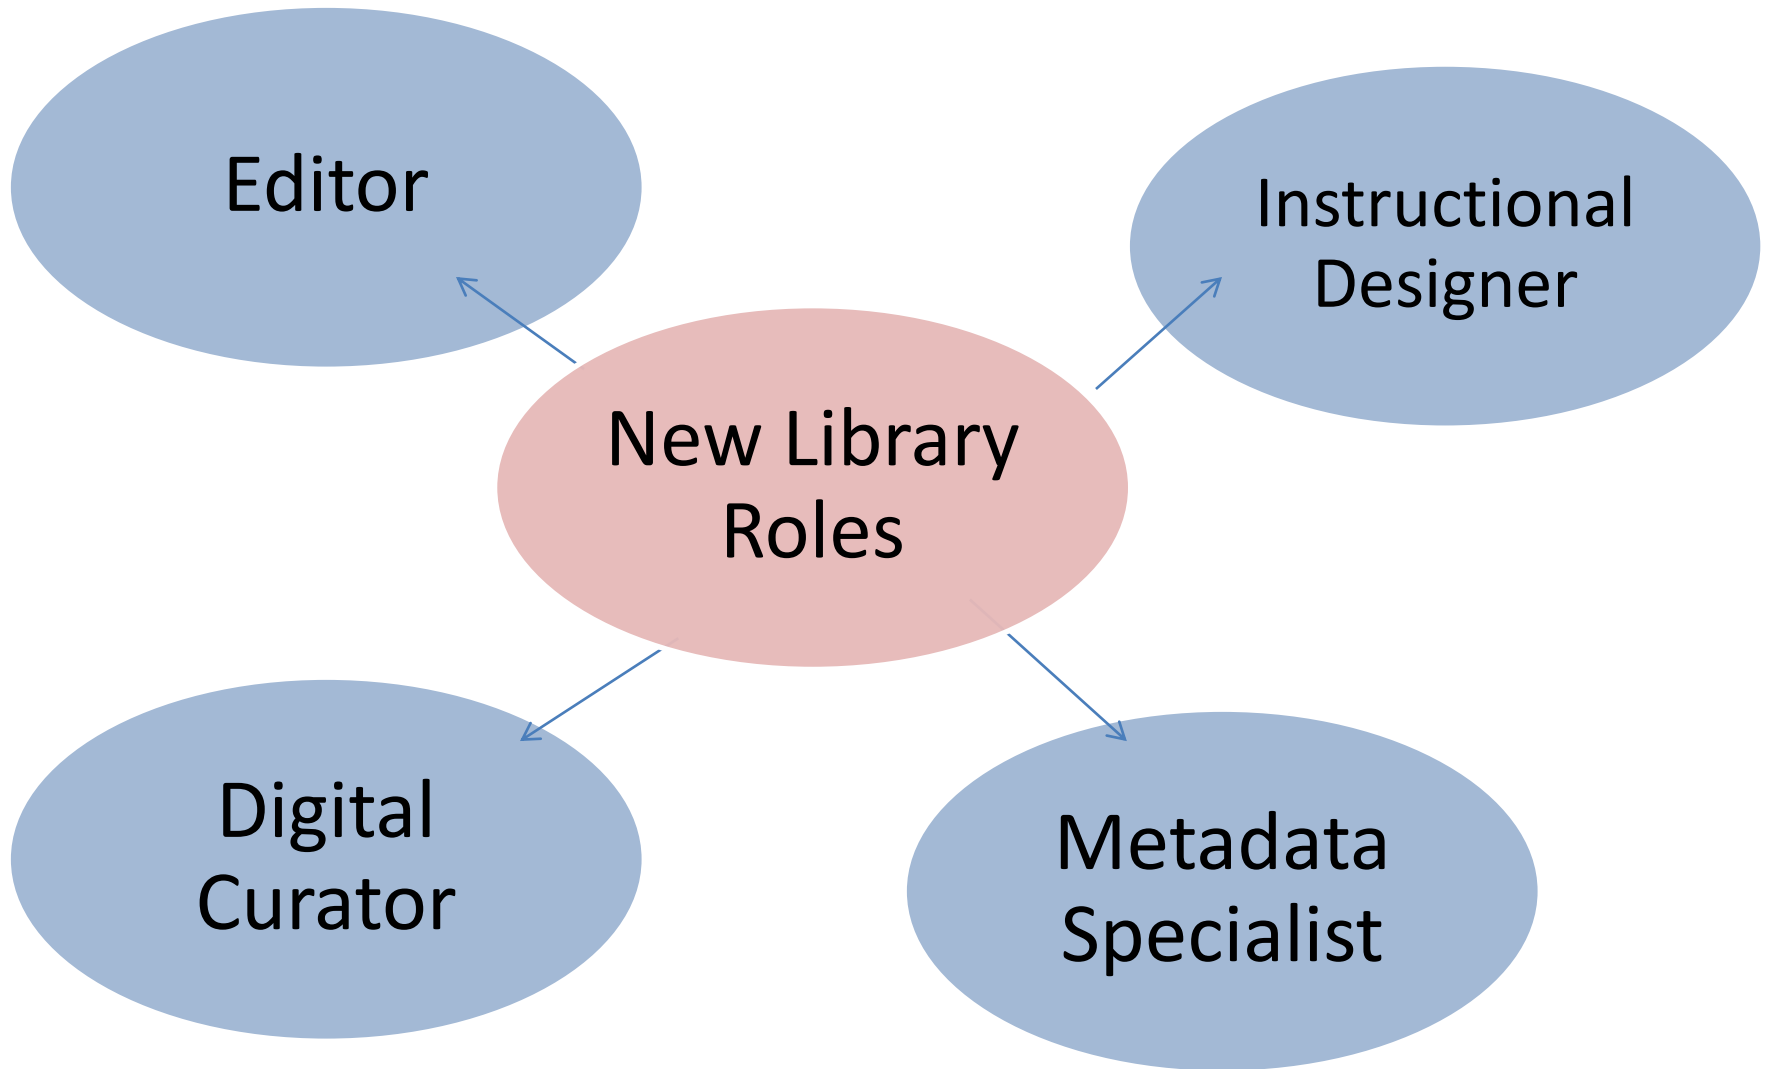 Editor
Instructional
Designer
New Library
Roles
Digital
Curator
Metadata
Specialist